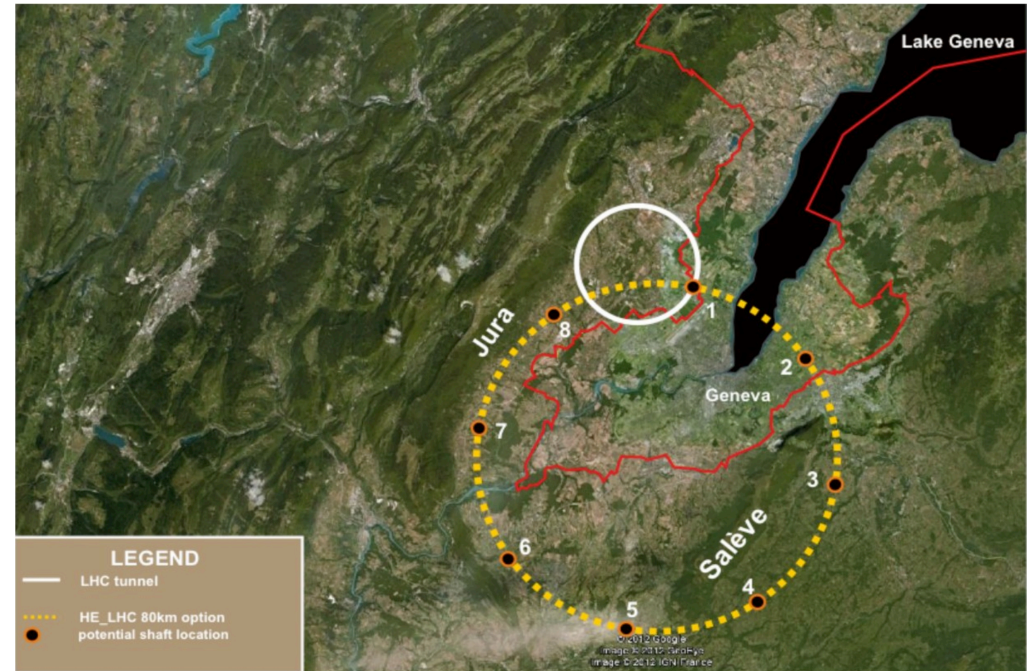 Lake Geneva
Jura
1
8
2
Geneva
7
3
Salève
6
4
5
LEGEND
LHC tunnel
HE_LHC 80km option
potential shaft location
© 2012 Google
Image © 2012 GeoEye
Image © 2012 IGN France